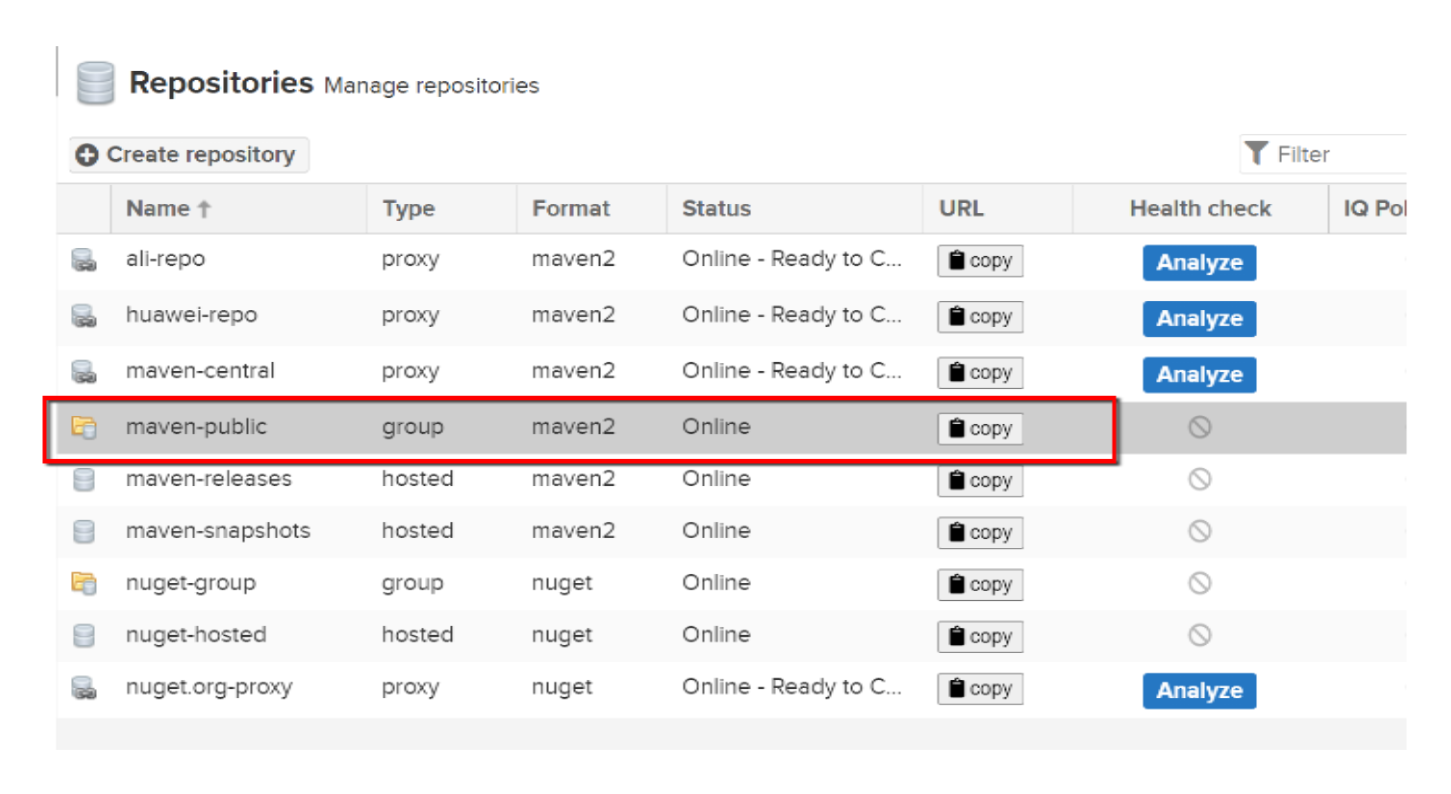 Repositories Manage repositories
Create repository Filter
Name Type Format Status URL Health check IQ Pol
ali-repo proxy maven2 Online - Ready to C... copy Analyze
huawei-repo proxy maven2 Online - Ready to C... copy Analyze
maven-central proxy maven2 Online - Ready to C... copy Analyze
maven-public group maven2 Online copy
maven-releases hosted maven2 Online copy
maven-snapshots hosted maven2 Online copy
nuget-group group nuget Online copy
nuget-hosted hosted nuget Online copy
nuget.org-proxy proxy nuget Online - Ready to C... copy Analyze